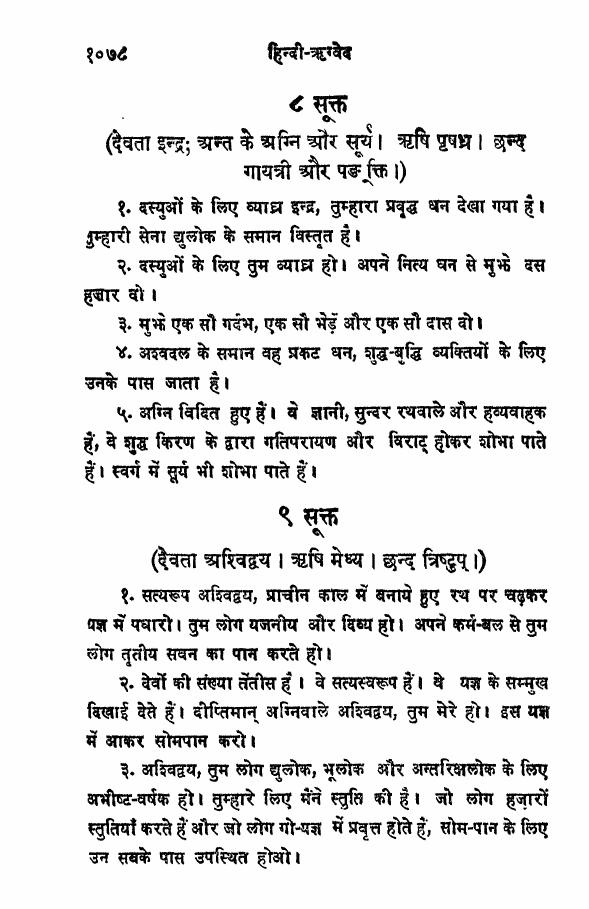 १०७८ हिन्दी-ऋग्वेद
८ सूक्त
(देवता इन्द्र; अन्त के अग्नि और सूर्य। ऋषि पृषध्र। छन्द
गायत्री और पङ्क्ति।)
१. दस्युओं के लिए व्याघ्र इन्द्र, तुम्हारा प्रवृद्ध धन देखा गया है।
तुम्हारी सेना द्युलोक के समान विस्तृत है।
२. दस्युओं के लिए तुम व्याघ्र हो। अपने नित्य धन से मुझे दस
हजार दो।
३. मुझे एक सौ गर्दभ, एक सौ भेड़ें और एक सौ दास दो।
४. अश्वदल के समान वह प्रकट धन, शुद्ध-बुद्धि व्यक्तियों के लिए
उनके पास जाता है।
५. अग्नि विदित हुए हैं। वे ज्ञानी, सुन्दर रथवाले और हव्यवाहक
हैं, वे शुद्ध किरण के द्वारा गतिपरायण और विराट् होकर शोभा पाते
हैं। स्वर्ग में सूर्य भी शोभा पाते हैं।
९ सूक्त
(दैवता अश्विद्वय। ऋषि मेध्य। छन्द त्रिष्टुप्।)
१. सत्यरूप अश्विद्वय, प्राचीन काल में बनाये हुए रथ पर चढ़कर
यज्ञ में पधारो। तुम लोग यजनीय और दिव्य हो। अपने कर्म-बल से तुम
लोग तृतीय सवन का पान करते हो।
२. देवों की संख्या तेंतीस है। वे सत्यस्वरूप हैं। वे यज्ञ के सम्मुख
दिखाई देते हैं। दीप्तिमान् अग्निवाले अश्विद्वय, तुम मेरे हो। इस यज्ञ
में आकर सोमपान करो।
३. अश्विद्वय, तुम लोग द्युलोक, भूलोक और अन्तरिक्षलोक के लिए
अभीष्ट-वर्षक हो। तुम्हारे लिए मैंने स्तुति की है। जो लोग हज़ारों
स्तुतियाँ करते हैं और जो लोग गो-यज्ञ में प्रवृत्त होते हैं, सोम-पान के लिए
उन सबके पास उपस्थित होओ।